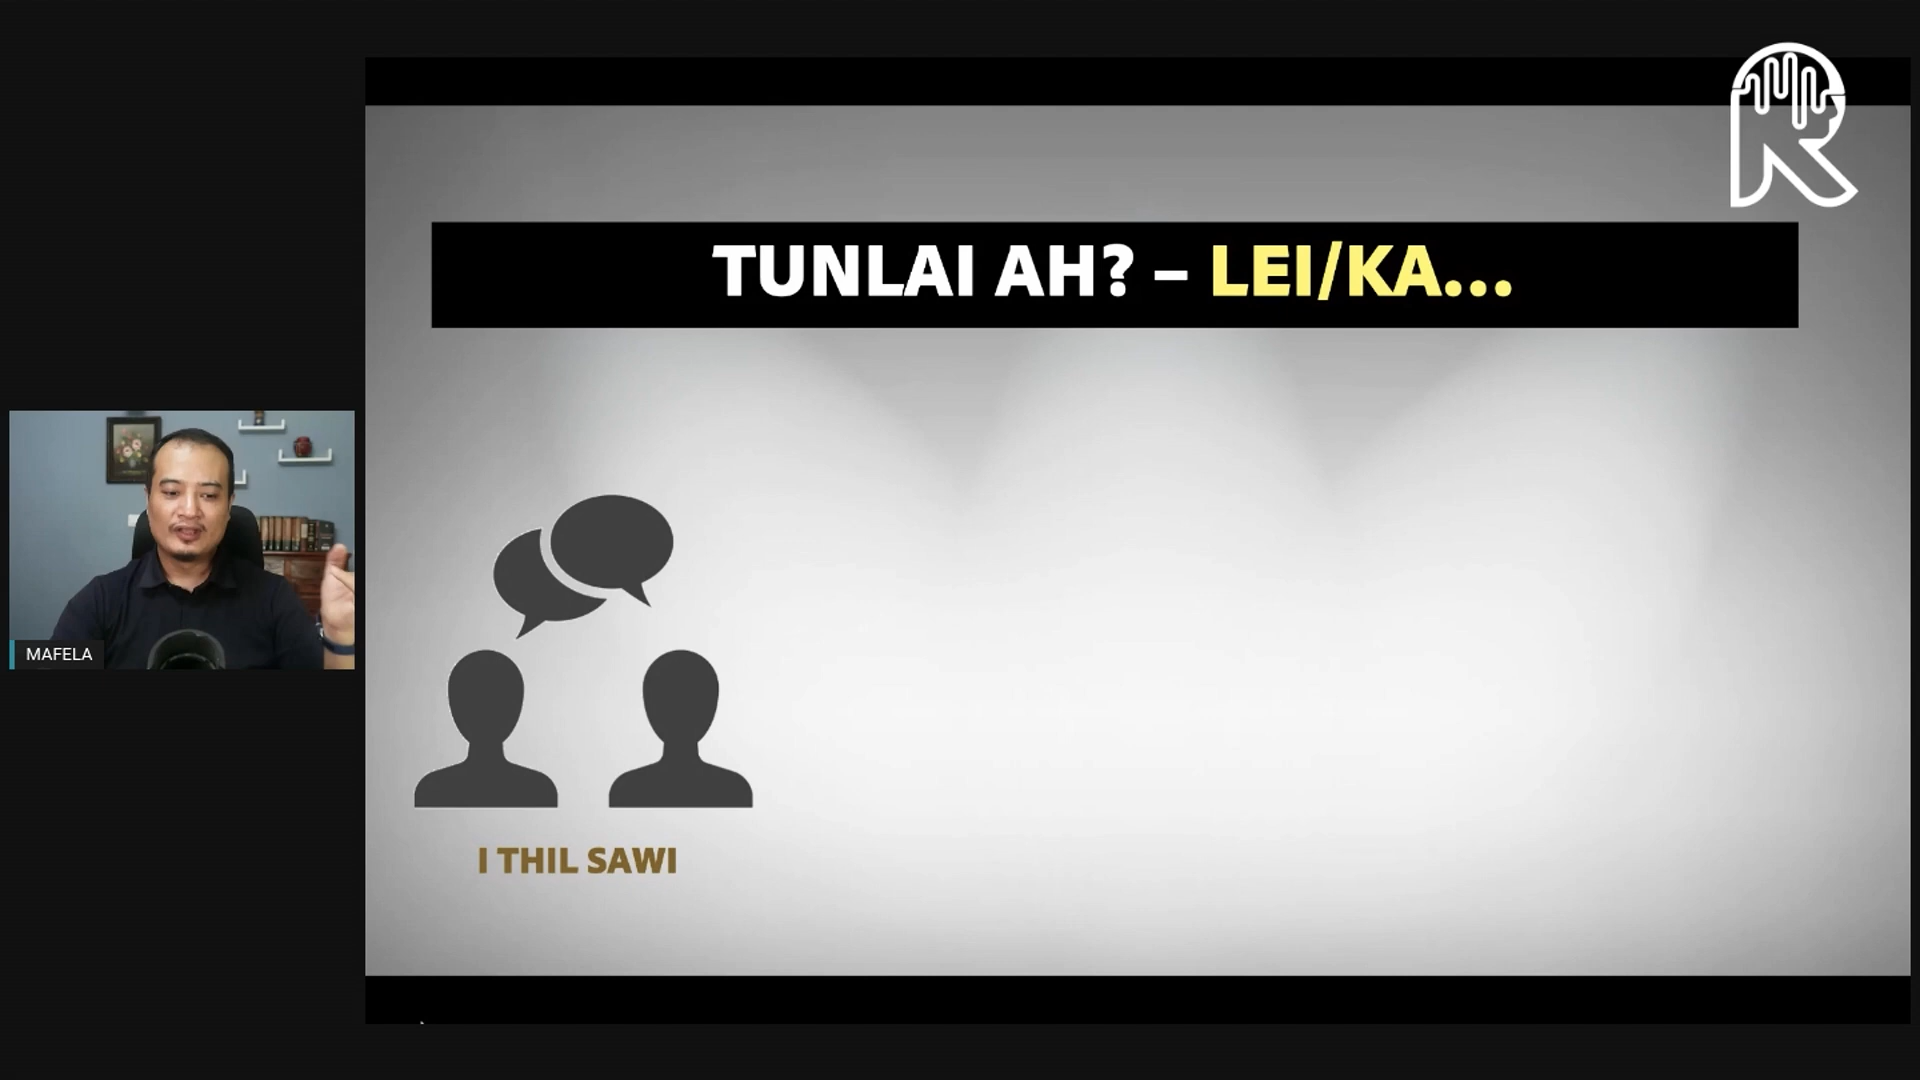 TUNLAI AH? – LEI/KA...
MAFELA
I THIL SAWI